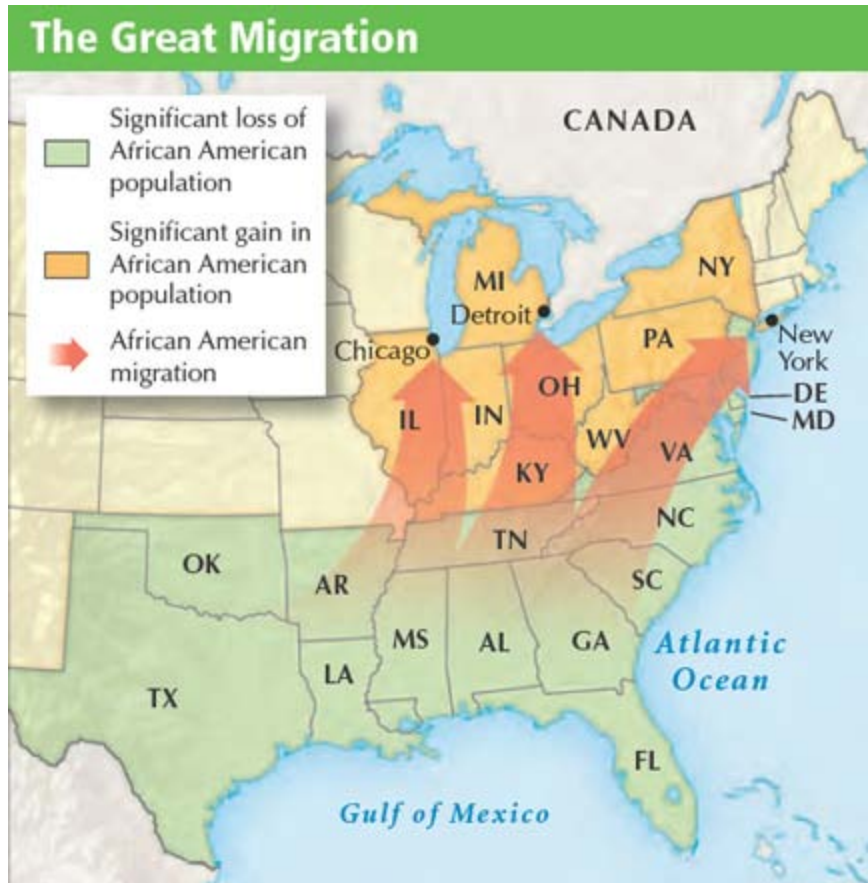 The Great Migration
Significant loss of
African American
population
Significant gain in
African American
population
African American
migration
CANADA
MI
NY
Detroit
Chicago
PA
New
York
OH
DE
IL
IN
MD
WV
VA
KY
NC
TN
OK
AR
SC
MS
AL
GA
Atlantic
Ocean
LA
TX
FL
Gulf of Mexico